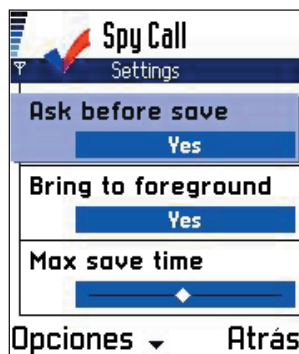 Spy Call
Settings
Ask before save
Yes
Bring to foreground
Yes
Max save time
Opciones
Atrás